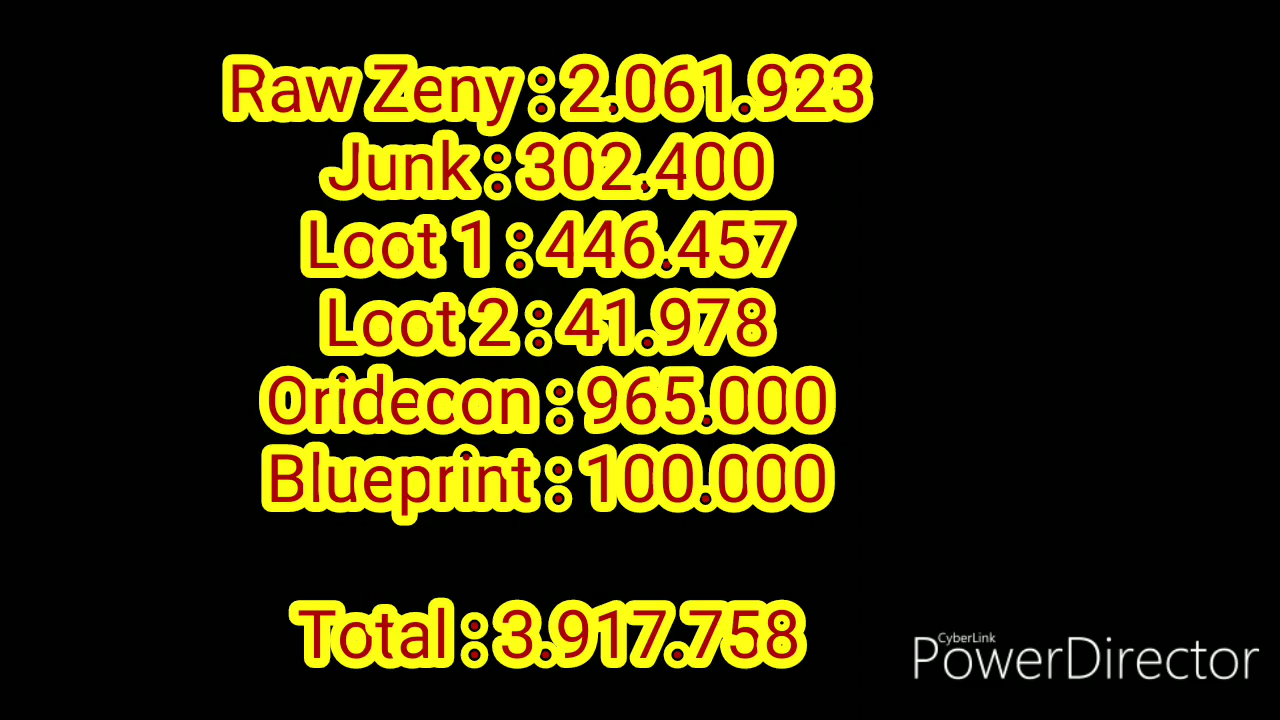 Raw Zeny : 2.061.923
Junk : 302.400
Loot 1 : 446.457
Loot 2 : 41.978
Oridecon : 965.000
Blueprint : 100.000
Total : 3.917.758
CyberLink
PowerDirector